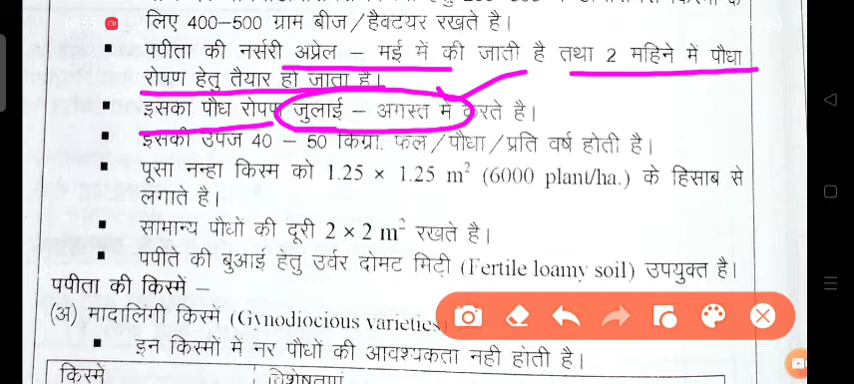 लिए 400–500 ग्राम बीज / हैक्टयर रखते है।
पपीता की नर्सरी अप्रेल – मई में की जाती है तथा 2 महिने में पौधा
रोपण हेतु तैयार हो जाता है।
इसका पौध रोपण जुलाई – अगस्त में करते है।
इसकी उपज 40 – 50 किग्रा. फल / पौधा / प्रति वर्ष होती है।
पूसा नन्हा किस्म को 1.25 × 1.25 m² (6000 plant/ha.) के हिसाब से
लगाते है।
सामान्य पौधों की दूरी 2 × 2 m² रखते है।
पपीते की बुआई हेतु उर्वर दोमट मिटी (Fertile loamy soil) उपयुक्त है।
पपीता की किस्में –
(अ) मादालिंगी किस्में (Gynodiocious varieties
इन किस्मों में नर पौधों की आवश्यकता नही होती है।
किस्में विशेषताएं